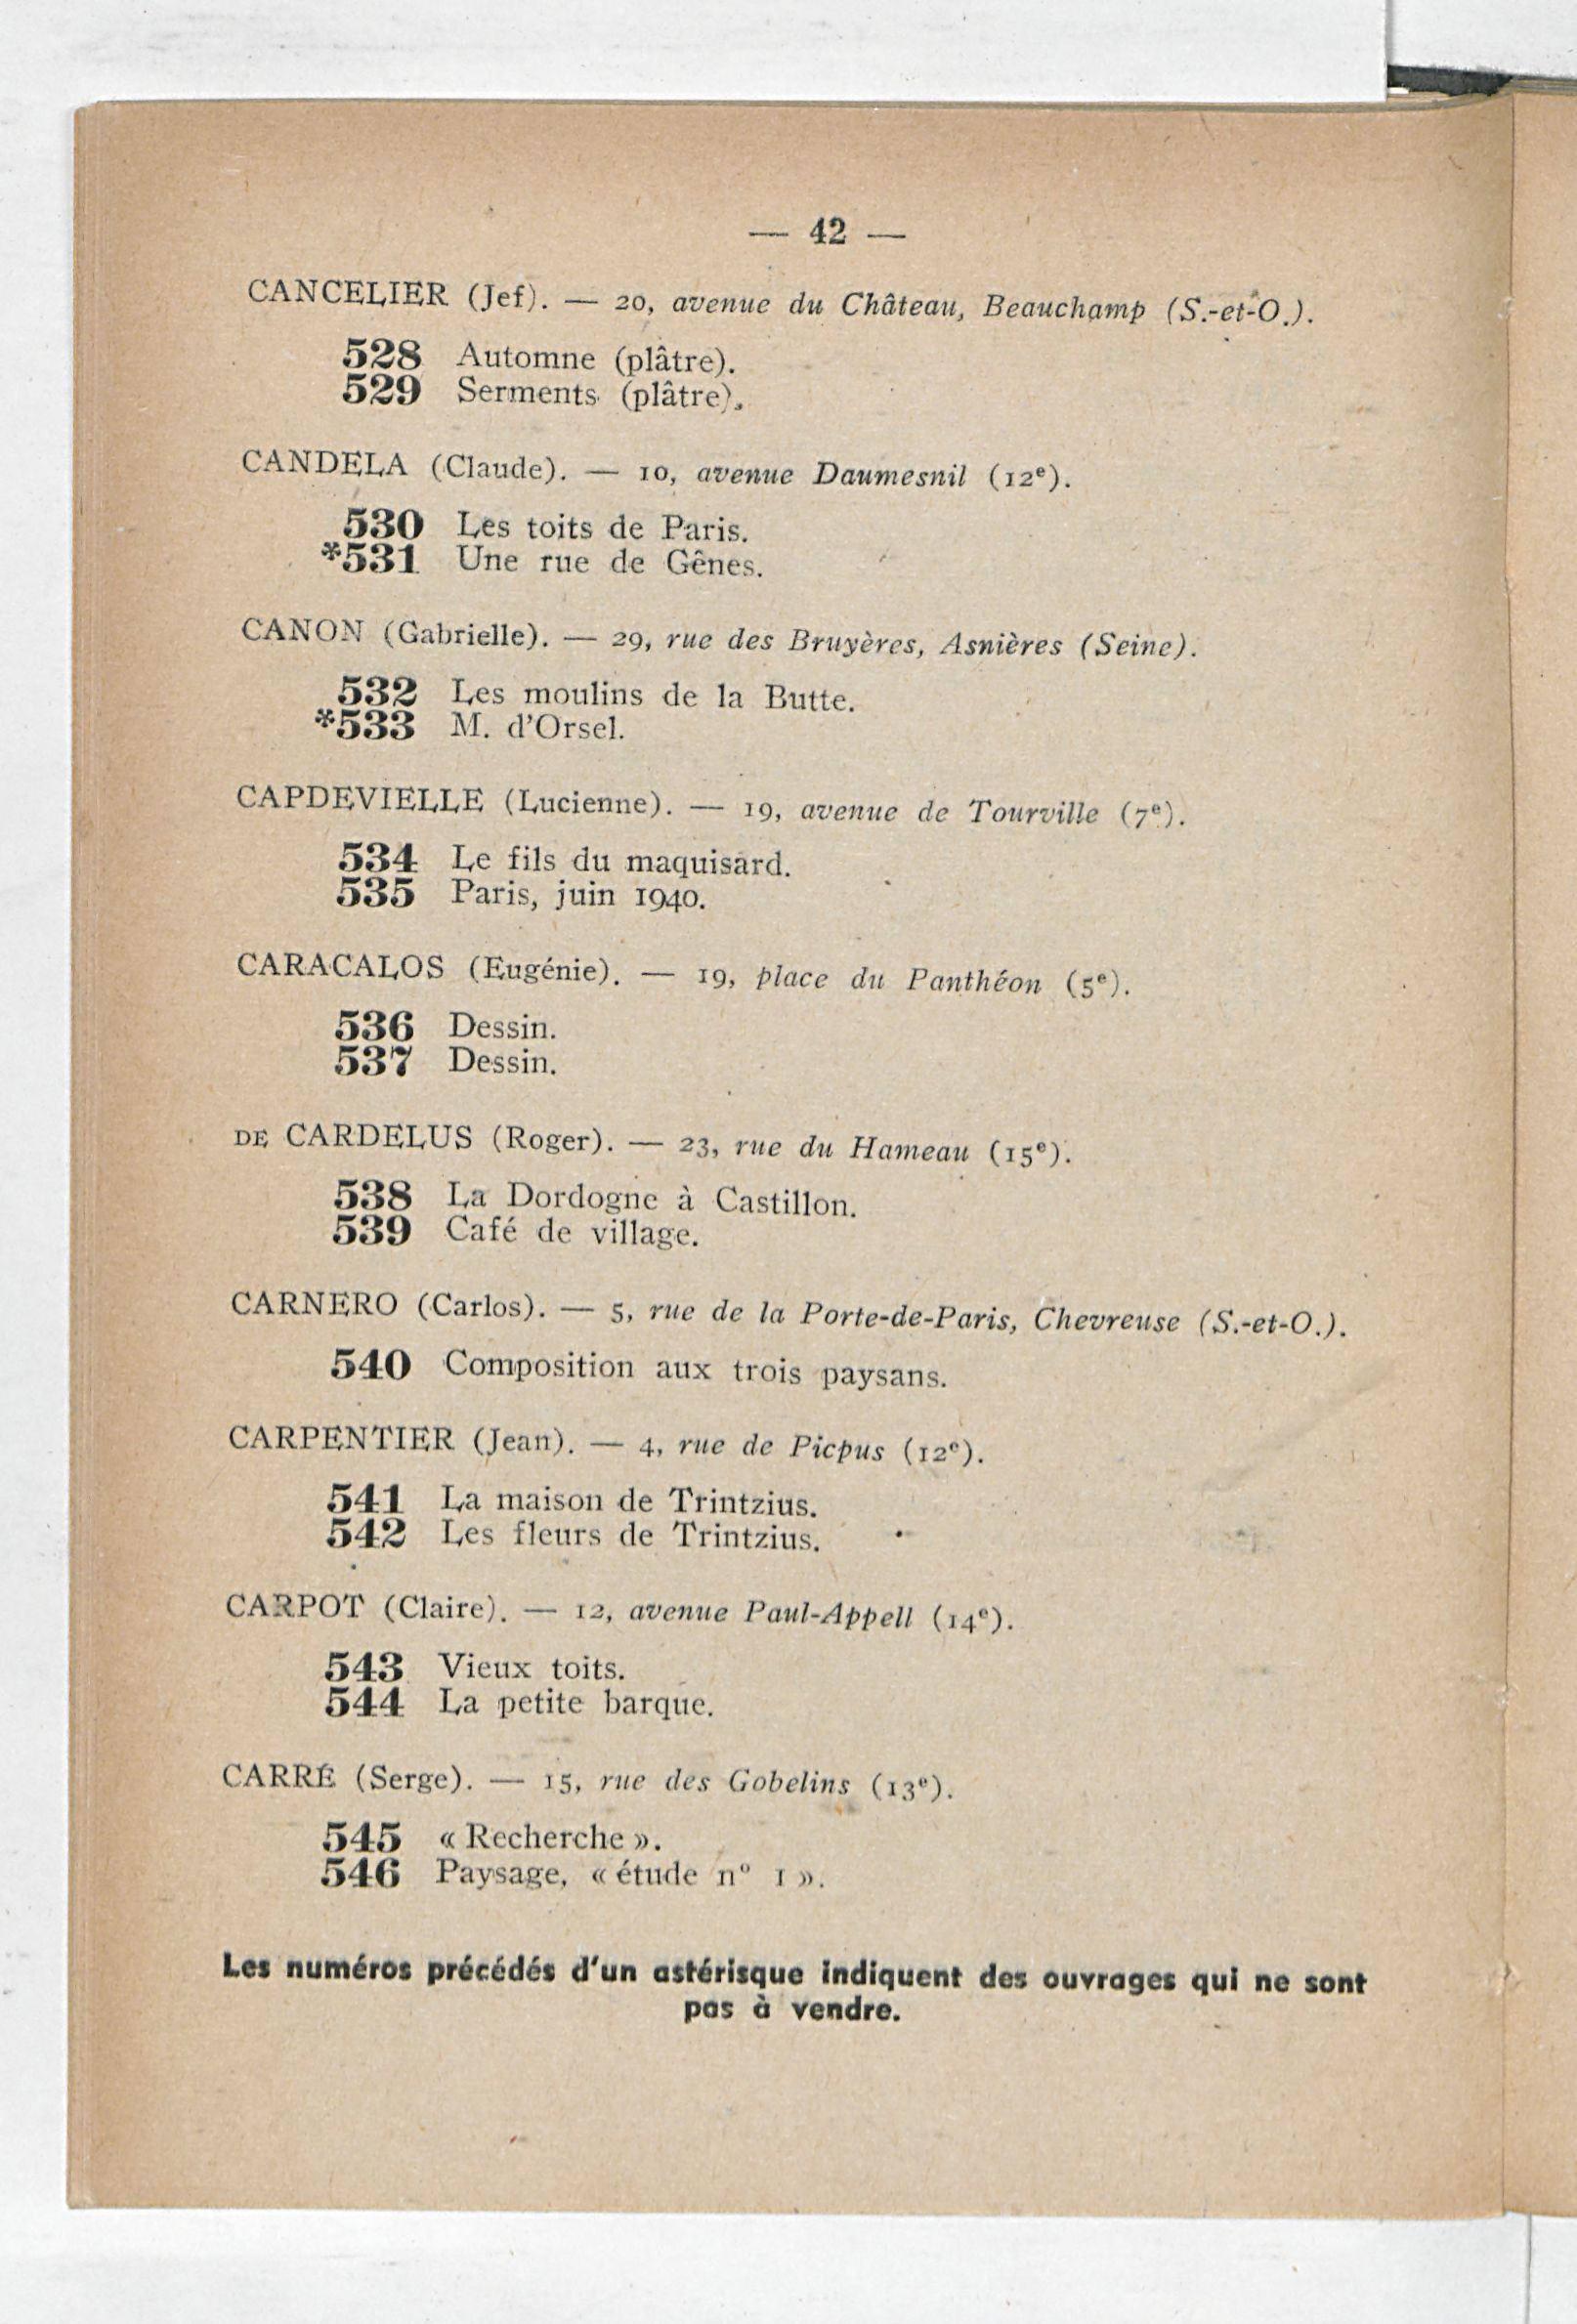 — 42 —
CANCELIER (Jef). — 20, avenue du Château, Beauchamp (S.-et-O.).
528 Automne (plâtre).
529 Serments (plâtre).
CANDELA (Claude). — 10, avenue Daumesnil (12e).
530 Les toits de Paris.
*531 Une rue de Gênes.
CANON (Gabrielle). — 29, rue des Bruyères, Asnières (Seine).
532 Les moulins de la Butte.
*533 M. d'Orsel.
CAPDEVIELLE (Lucienne). — 19, avenue de Tourville (7e).
534 Le fils du maquisard.
535 Paris, juin 1940.
CARACALOS (Eugénie). — 19, place du Panthéon (5e).
536 Dessin.
537 Dessin.
DE CARDELUS (Roger). — 23, rue du Hameau (15e).
538 La Dordogne à Castillon.
539 Café de village.
CARNERO (Carlos). — 5, rue de la Porte-de-Paris, Chevreuse (S.-et-O.).
540 Composition aux trois paysans.
CARPENTIER (Jean). — 4, rue de Picpus (12e).
541 La maison de Trintzius.
542 Les fleurs de Trintzius.
CARPOT (Claire). — 12, avenue Paul-Appell (14e).
543 Vieux toits.
544 La petite barque.
CARRÉ (Serge). — 15, rue des Gobelins (13e).
545 « Recherche ».
546 Paysage, « étude n° 1 ».
Les numéros précédés d'un astérisque indiquent des ouvrages qui ne sont
pas à vendre.